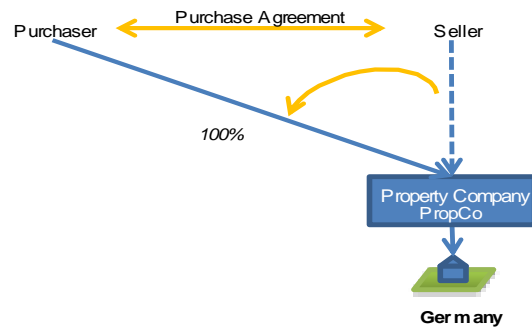 Purchase Agreement
Purchaser
Seller
100%
Property Company
PropCo
Germany